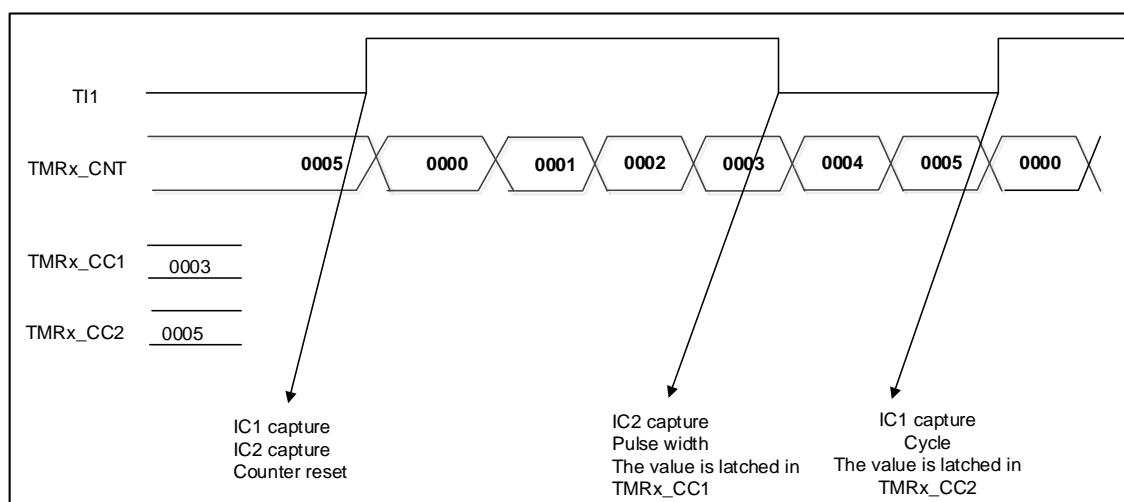 TI1
TMRx_CNT
0005 0000 0001 0002 0003 0004 0005 0000
TMRx_CC1
0003
TMRx_CC2
0005
IC1 capture
IC2 capture
Counter reset
IC2 capture
Pulse width
The value is latched in
TMRx_CC1
IC1 capture
Cycle
The value is latched in
TMRx_CC2